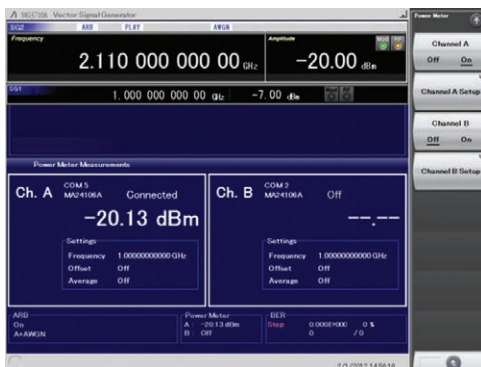 MG3710A Vector Signal Generator
SG2 ARB PLAY AWGN
Frequency
2.110 000 000 00 GHz
Amplitude
-20.00 dBm
SG1
1.000 000 000 00 GHz
-7.00 dBm
Power Meter Measurements
Ch. A
COM 5
MA24106A
Connected
-20.13 dBm
Settings
Frequency 1.00000000000 GHz
Offset Off
Average Off
Ch. B
COM 2
MA24106A
Off
---.--
Settings
Frequency 1.00000000000 GHz
Offset Off
Average Off
ARB
On
A+AWGN
Power Meter
A : -20.13 dBm
B : Off
BER
Stop 0.000E+000 0 %
0 / 0
Power Meter
Channel A
Off On
Channel A Setup
Channel B
Off On
Channel B Setup